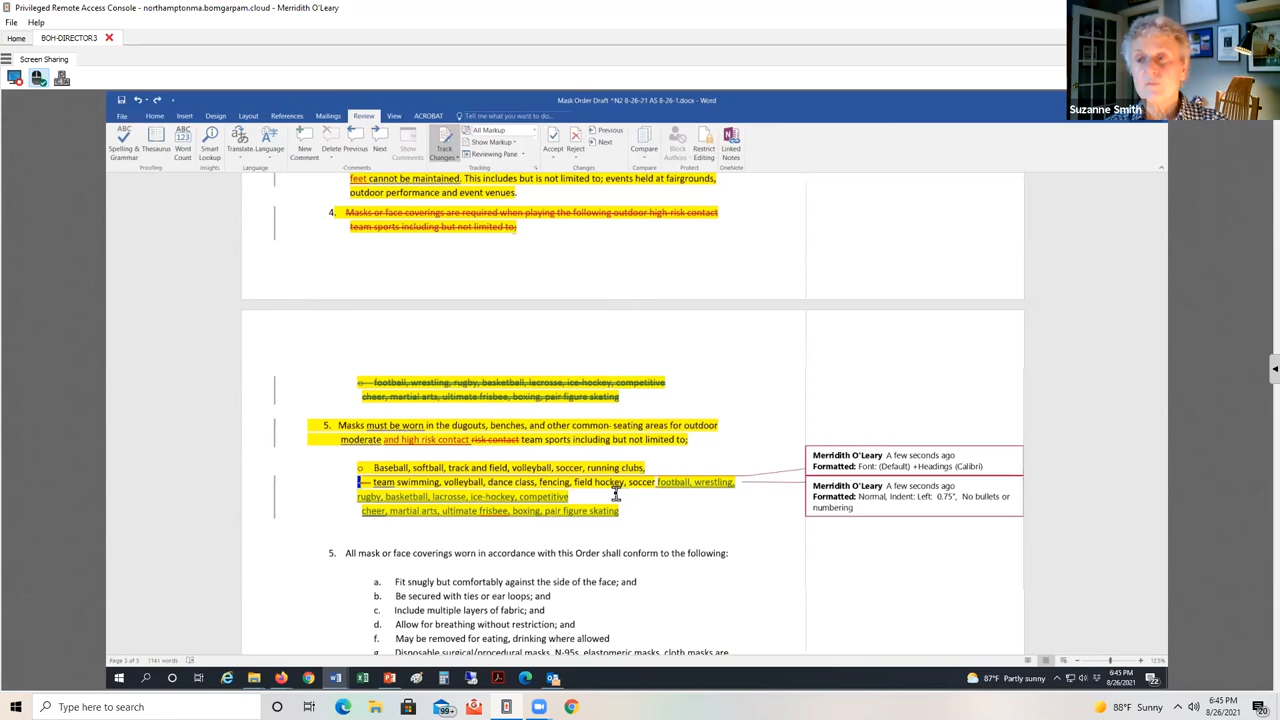 Privileged Remote Access Console - northamptonma.bomgarpam.cloud - Merridith O'Leary
File Help
Home BOH-DIRECTOR3
Screen Sharing
Suzanne Smith
Mask Order Draft ^N2 8-26-21 AS 8-26-1.docx - Word
File Home Insert Design Layout References Mailings Review View ACROBAT Tell me what you want to do...
Spelling & Grammar
Thesaurus
Word Count
Smart Lookup
Translate
Language
New Comment
Delete
Previous
Next
Show Comments
Track Changes
All Markup
Show Markup
Reviewing Pane
Accept
Reject
Previous
Next
Compare
Block Authors
Restrict Editing
Linked Notes
Proofing Insights Language Comments Tracking Changes Compare Protect OneNote
feet cannot be maintained. This includes but is not limited to; events held at fairgrounds,
outdoor performance and event venues.
4. Masks or face coverings are required when playing the following outdoor high-risk contact
team sports including but not limited to;
o football, wrestling, rugby, basketball, lacrosse, ice-hockey, competitive
cheer, martial arts, ultimate frisbee, boxing, pair figure skating
5. Masks must be worn in the dugouts, benches, and other common- seating areas for outdoor
moderate and high risk contact risk contact team sports including but not limited to;
o Baseball, softball, track and field, volleyball, soccer, running clubs,
team swimming, volleyball, dance class, fencing, field hockey, soccer football, wrestling,
rugby, basketball, lacrosse, ice-hockey, competitive
cheer, martial arts, ultimate frisbee, boxing, pair figure skating
Merridith O'Leary A few seconds ago
Formatted: Font: (Default) +Headings (Calibri)
Merridith O'Leary A few seconds ago
Formatted: Normal, Indent: Left: 0.75", No bullets or
numbering
5. All mask or face coverings worn in accordance with this Order shall conform to the following:
a. Fit snugly but comfortably against the side of the face; and
b. Be secured with ties or ear loops; and
c. Include multiple layers of fabric; and
d. Allow for breathing without restriction; and
f. May be removed for eating, drinking where allowed
g. Disposable surgical/procedural masks, N-95s, elastomeric masks, cloth masks are
Page 3 of 3 1141 words
87°F Partly sunny
6:45 PM
8/26/2021
22
Type here to search
99+
88°F Sunny
6:45 PM
8/26/2021
20